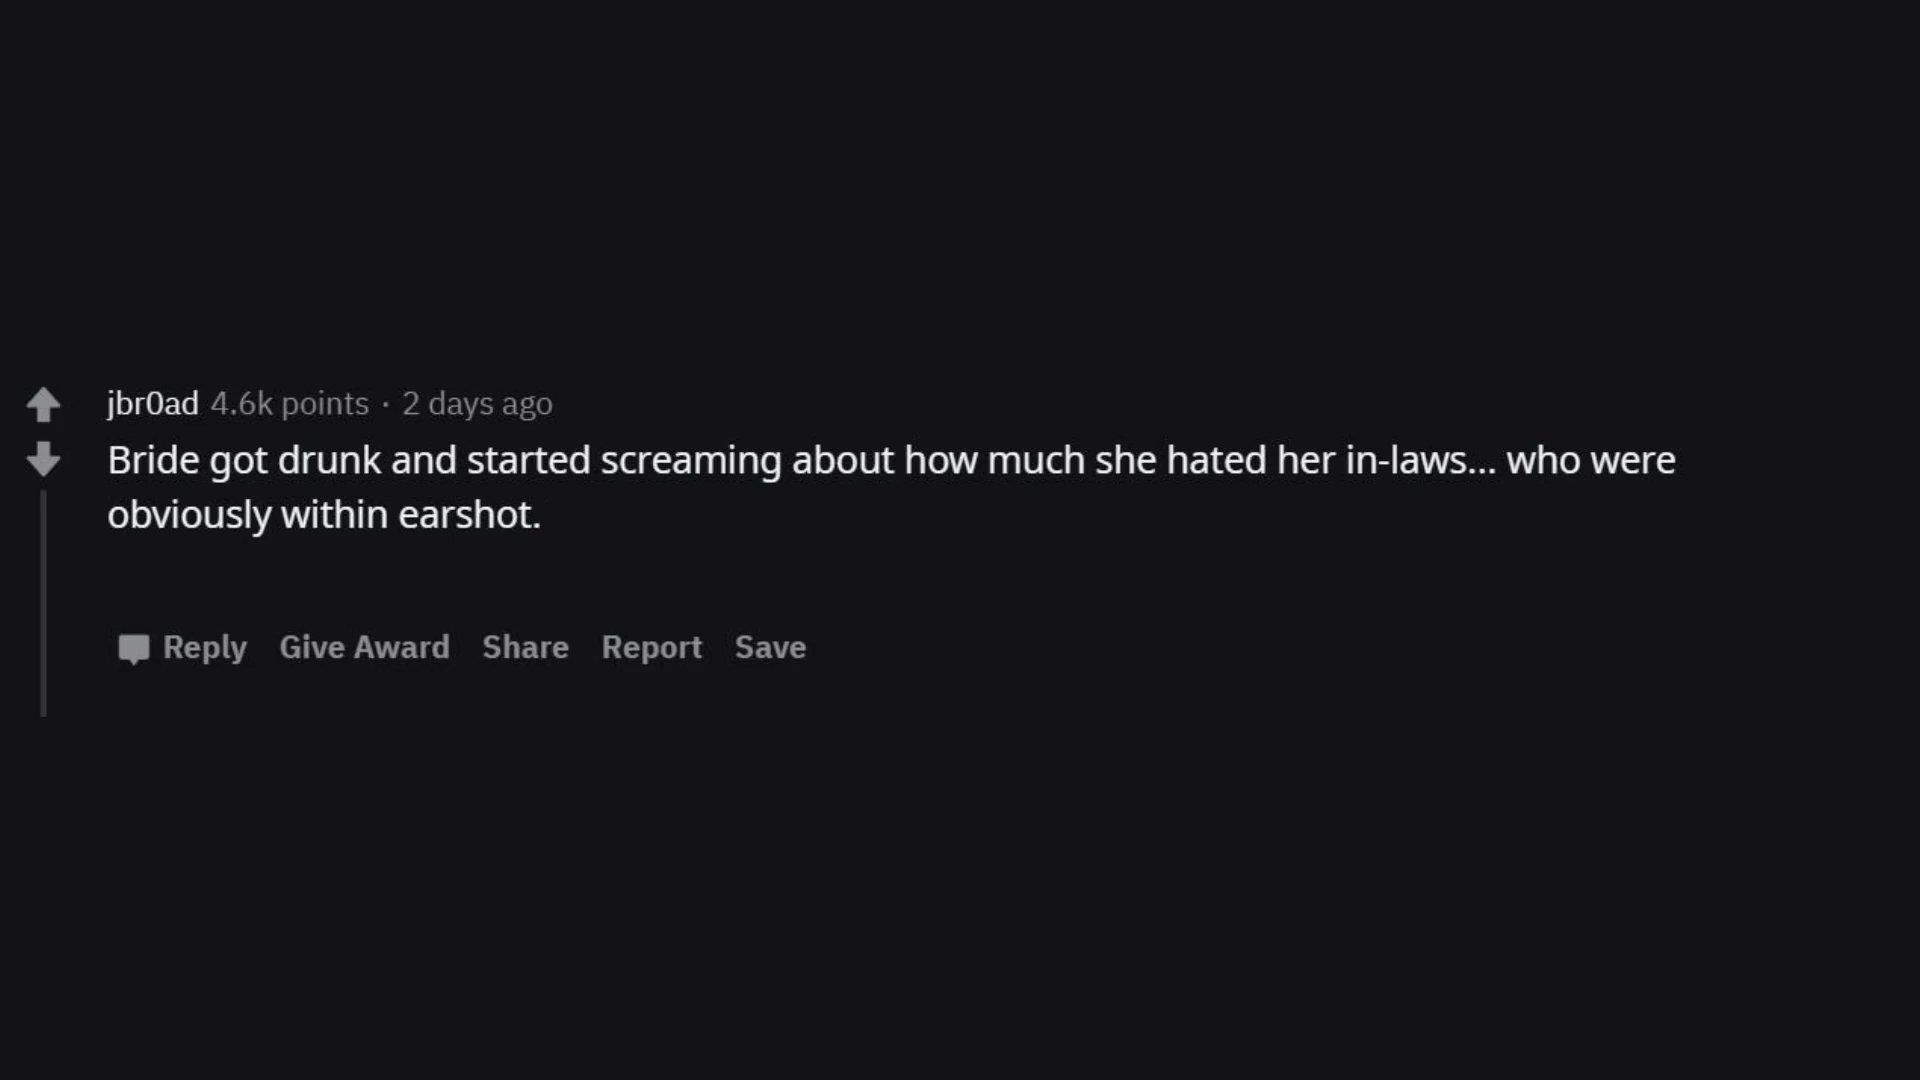 jbr0ad 4.6k points · 2 days ago
Bride got drunk and started screaming about how much she hated her in-laws... who were
obviously within earshot.
Reply Give Award Share Report Save